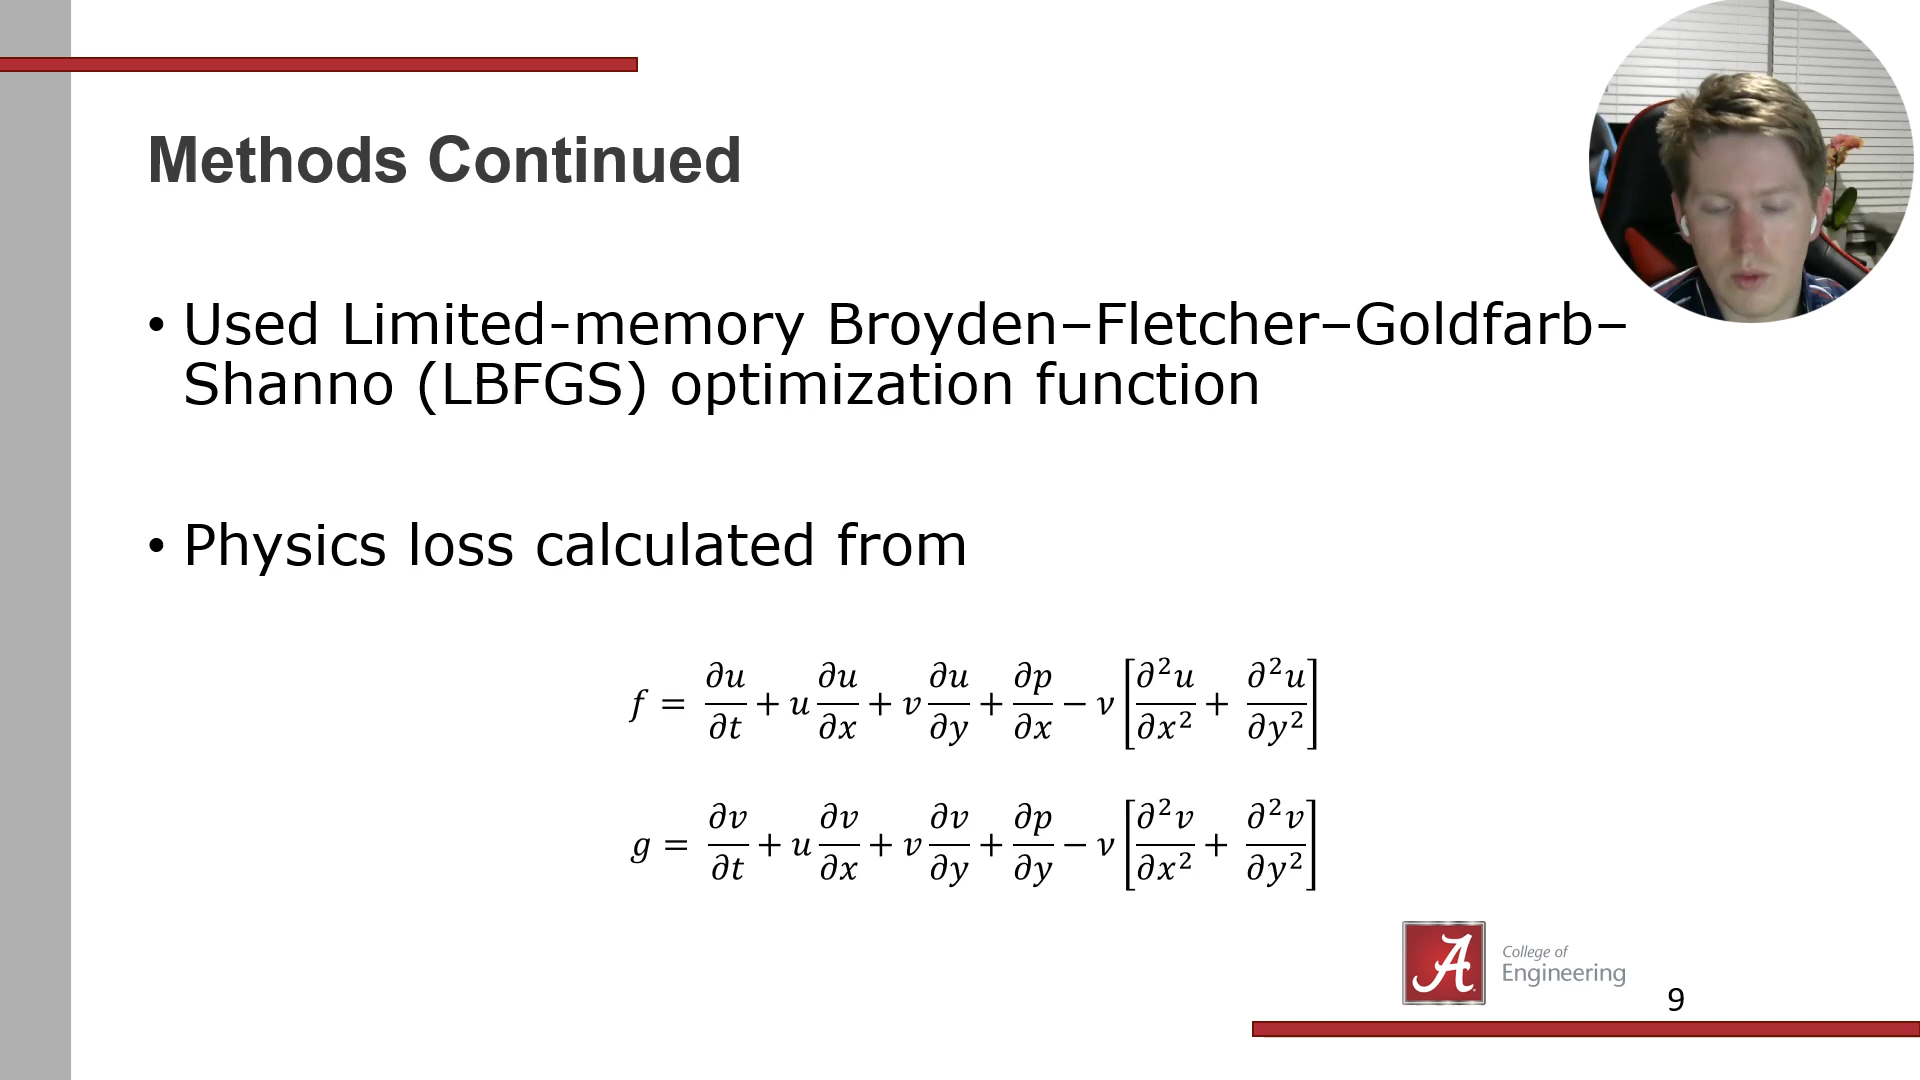 Methods Continued
• Used Limited-memory Broyden–Fletcher–Goldfarb–
Shanno (LBFGS) optimization function
• Physics loss calculated from
f = ∂u/∂t + u ∂u/∂x + v ∂u/∂y + ∂p/∂x − ν [∂²u/∂x² + ∂²u/∂y²]
g = ∂v/∂t + u ∂v/∂x + v ∂v/∂y + ∂p/∂y − ν [∂²v/∂x² + ∂²v/∂y²]
A
College of
Engineering
9